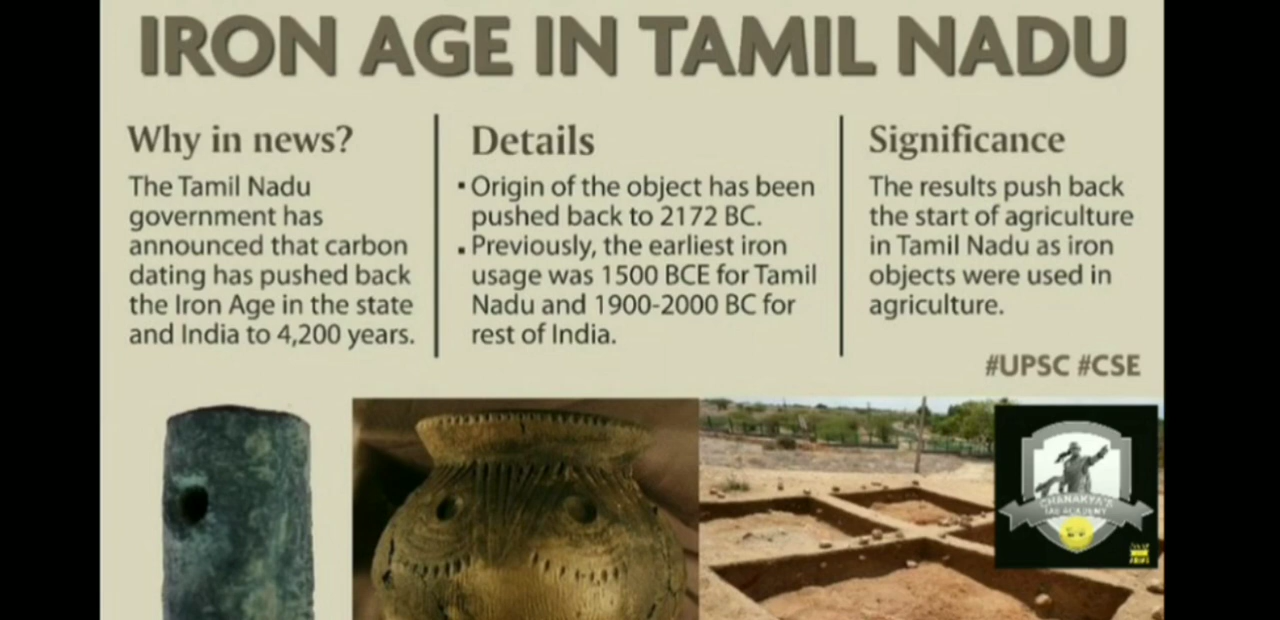 IRON AGE IN TAMIL NADU
Why in news?
The Tamil Nadu
government has
announced that carbon
dating has pushed back
the Iron Age in the state
and India to 4,200 years.
Details
▪ Origin of the object has been
pushed back to 2172 BC.
▪ Previously, the earliest iron
usage was 1500 BCE for Tamil
Nadu and 1900-2000 BC for
rest of India.
Significance
The results push back
the start of agriculture
in Tamil Nadu as iron
objects were used in
agriculture.
#UPSC #CSE
CHANAKYA'S
IAS ACADEMY